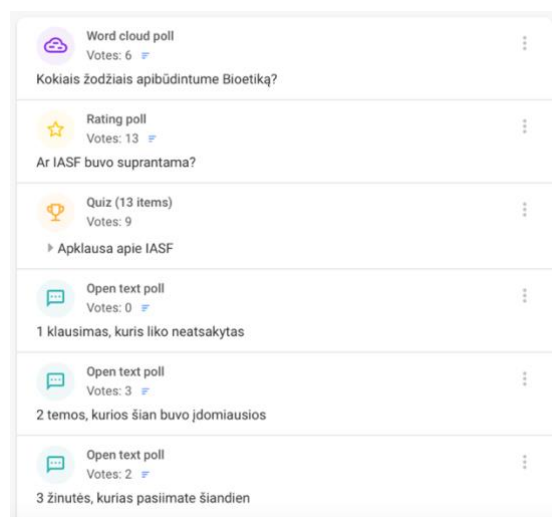 Word cloud poll
Votes: 6
Kokiais žodžiais apibūdintume Bioetiką?
Rating poll
Votes: 13
Ar IASF buvo suprantama?
Quiz (13 items)
Votes: 9
Apklausa apie IASF
Open text poll
Votes: 0
1 klausimas, kuris liko neatsakytas
Open text poll
Votes: 3
2 temos, kurios šian buvo įdomiausios
Open text poll
Votes: 2
3 žinutės, kurias pasiimate šiandien